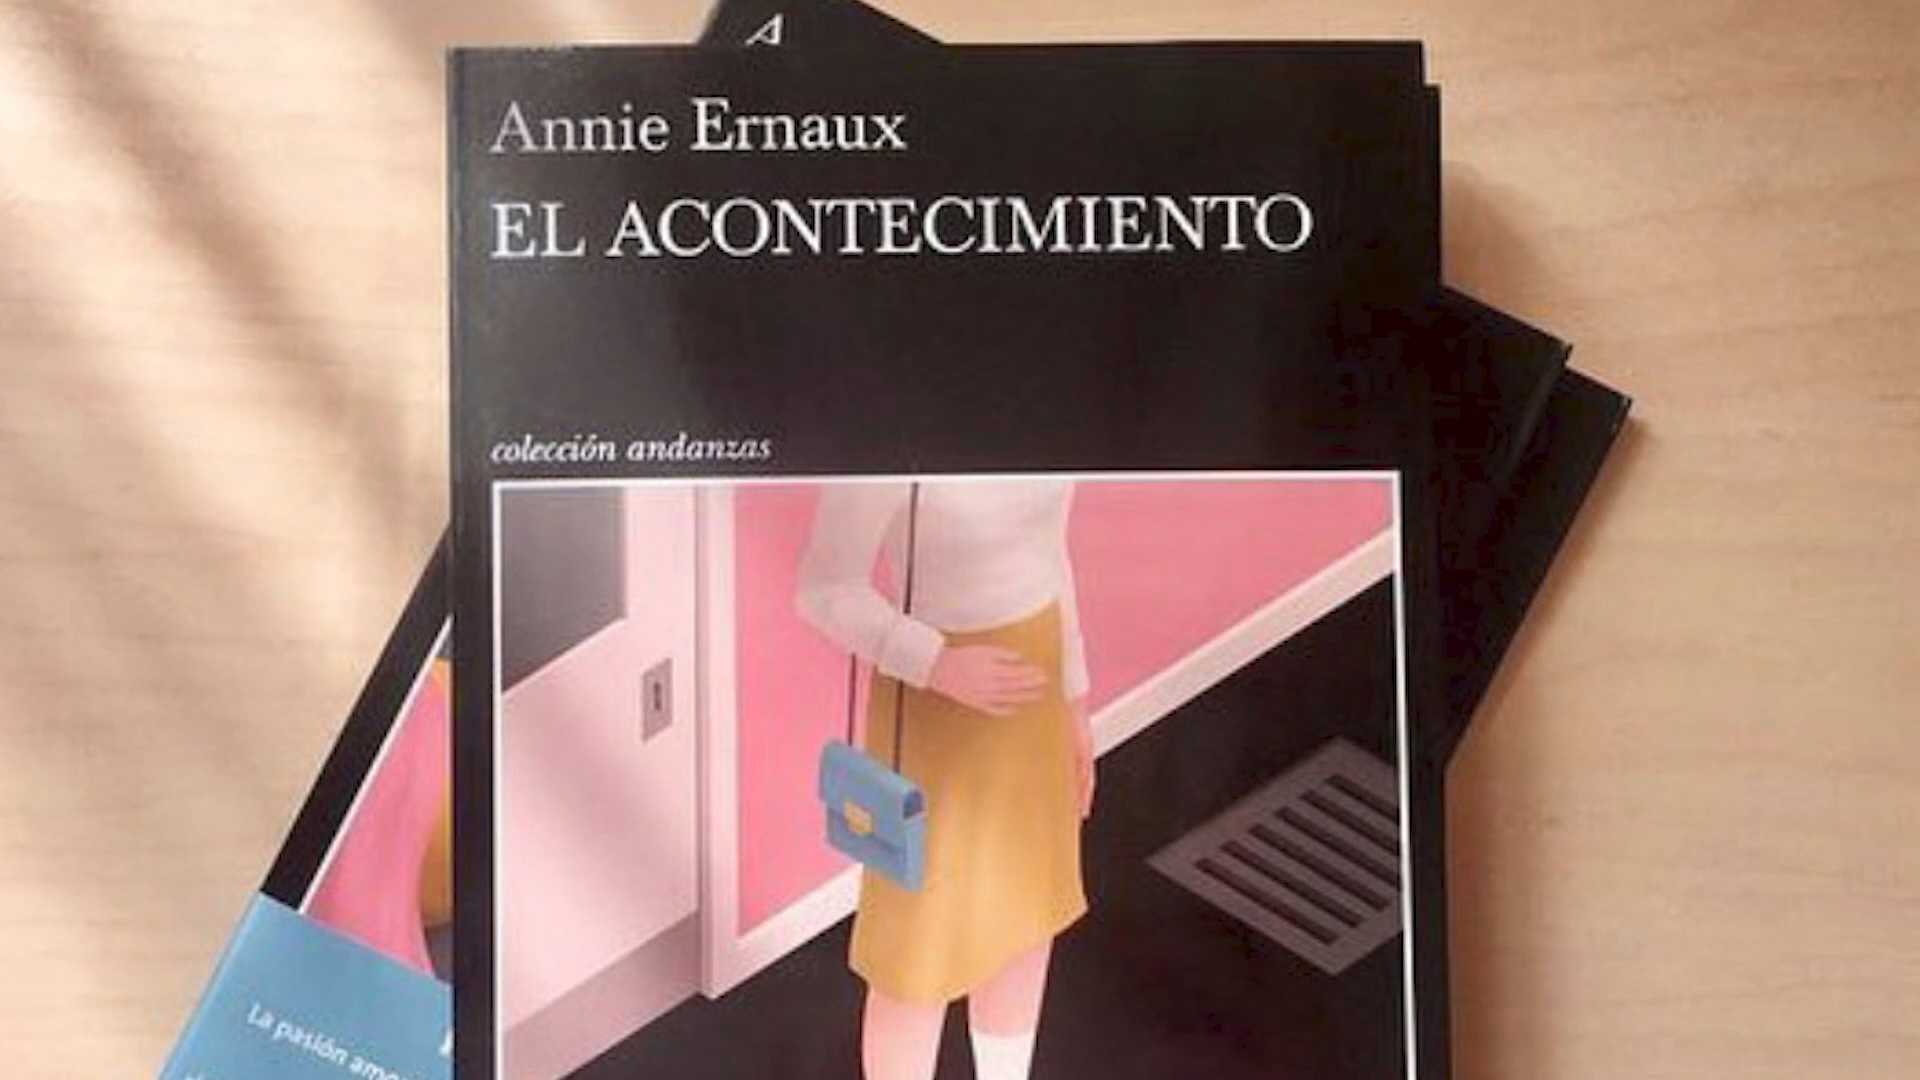 A
Annie Ernaux
EL ACONTECIMIENTO
colección andanzas
La pasión